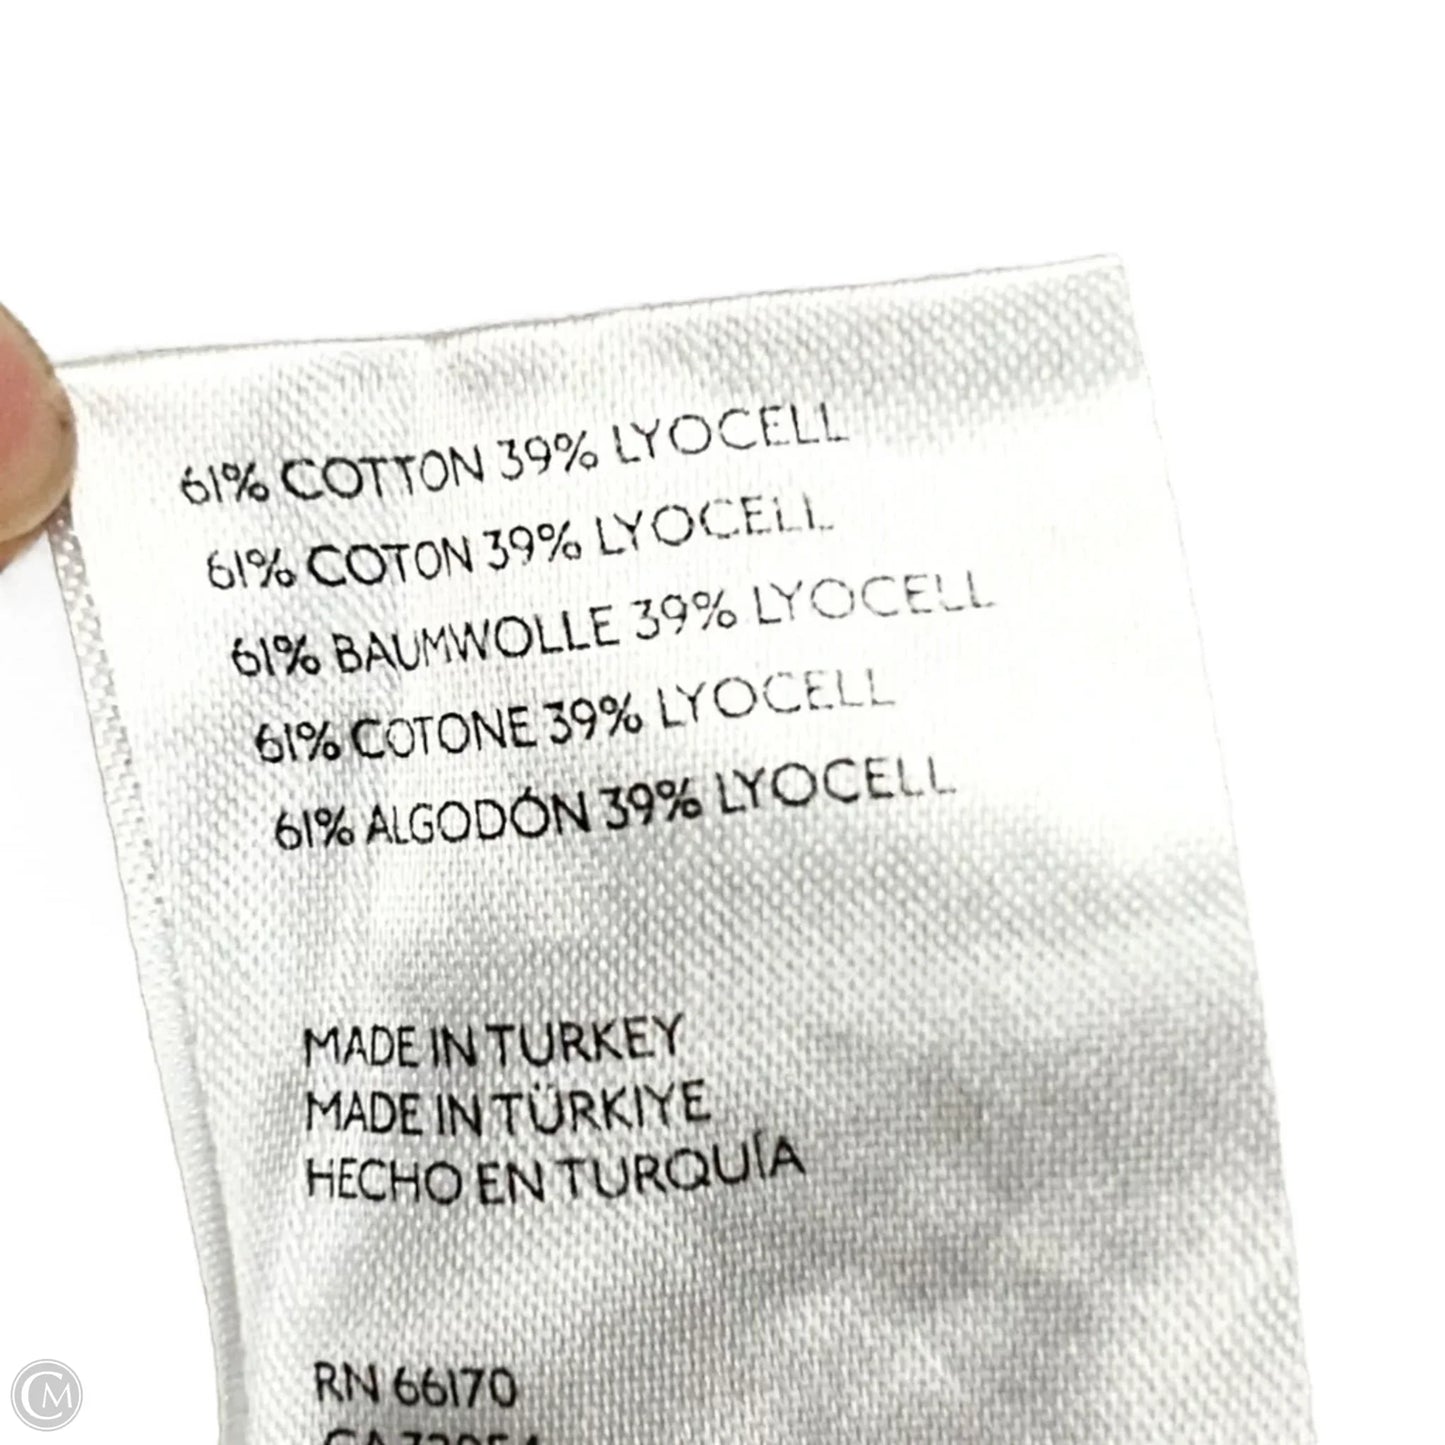 61% COTTON 39% LYOCELL
61% COTON 39% LYOCELL
61% BAUMWOLLE 39% LYOCELL
61% COTONE 39% LYOCELL
61% ALGODÓN 39% LYOCELL
MADE IN TURKEY
MADE IN TÜRKIYE
HECHO EN TURQUÍA
RN 66170
CM